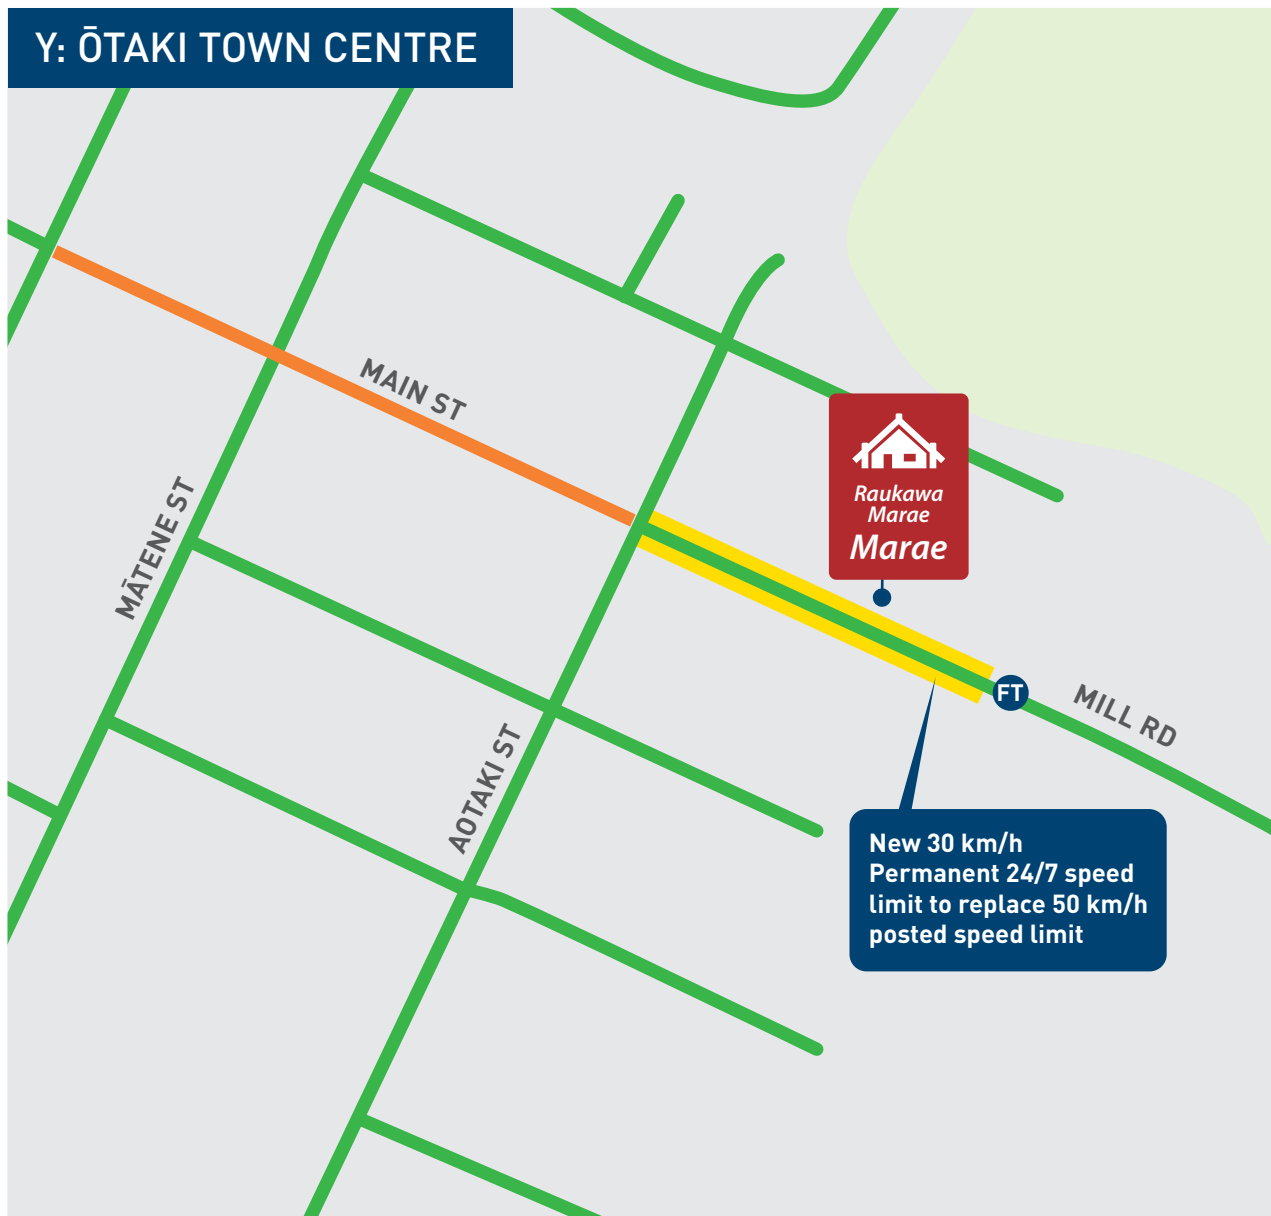 Y: ŌTAKI TOWN CENTRE
MAIN ST
MĀTENE ST
Raukawa
Marae
Marae
FT
MILL RD
AOTAKI ST
New 30 km/h
Permanent 24/7 speed
limit to replace 50 km/h
posted speed limit